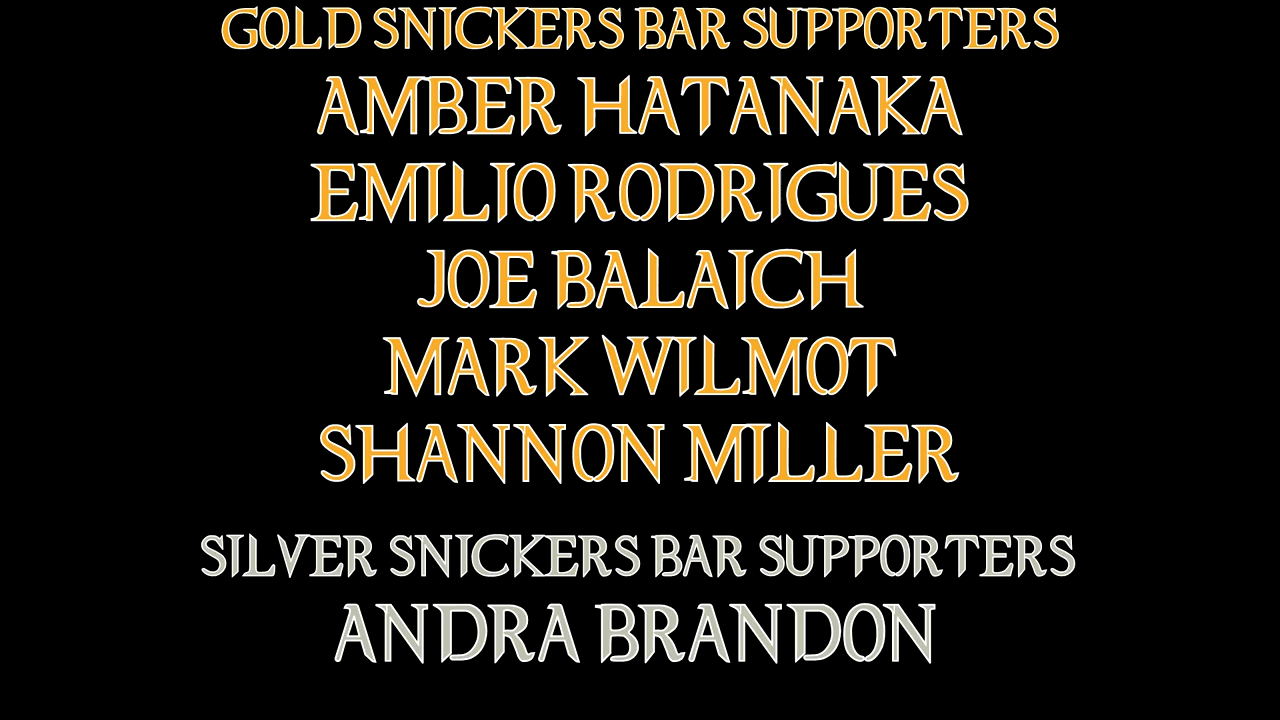 GOLD SNICKERS BAR SUPPORTERS
AMBER HATANAKA
EMILIO RODRIGUES
JOE BALAICH
MARK WILMOT
SHANNON MILLER
SILVER SNICKERS BAR SUPPORTERS
ANDRA BRANDON